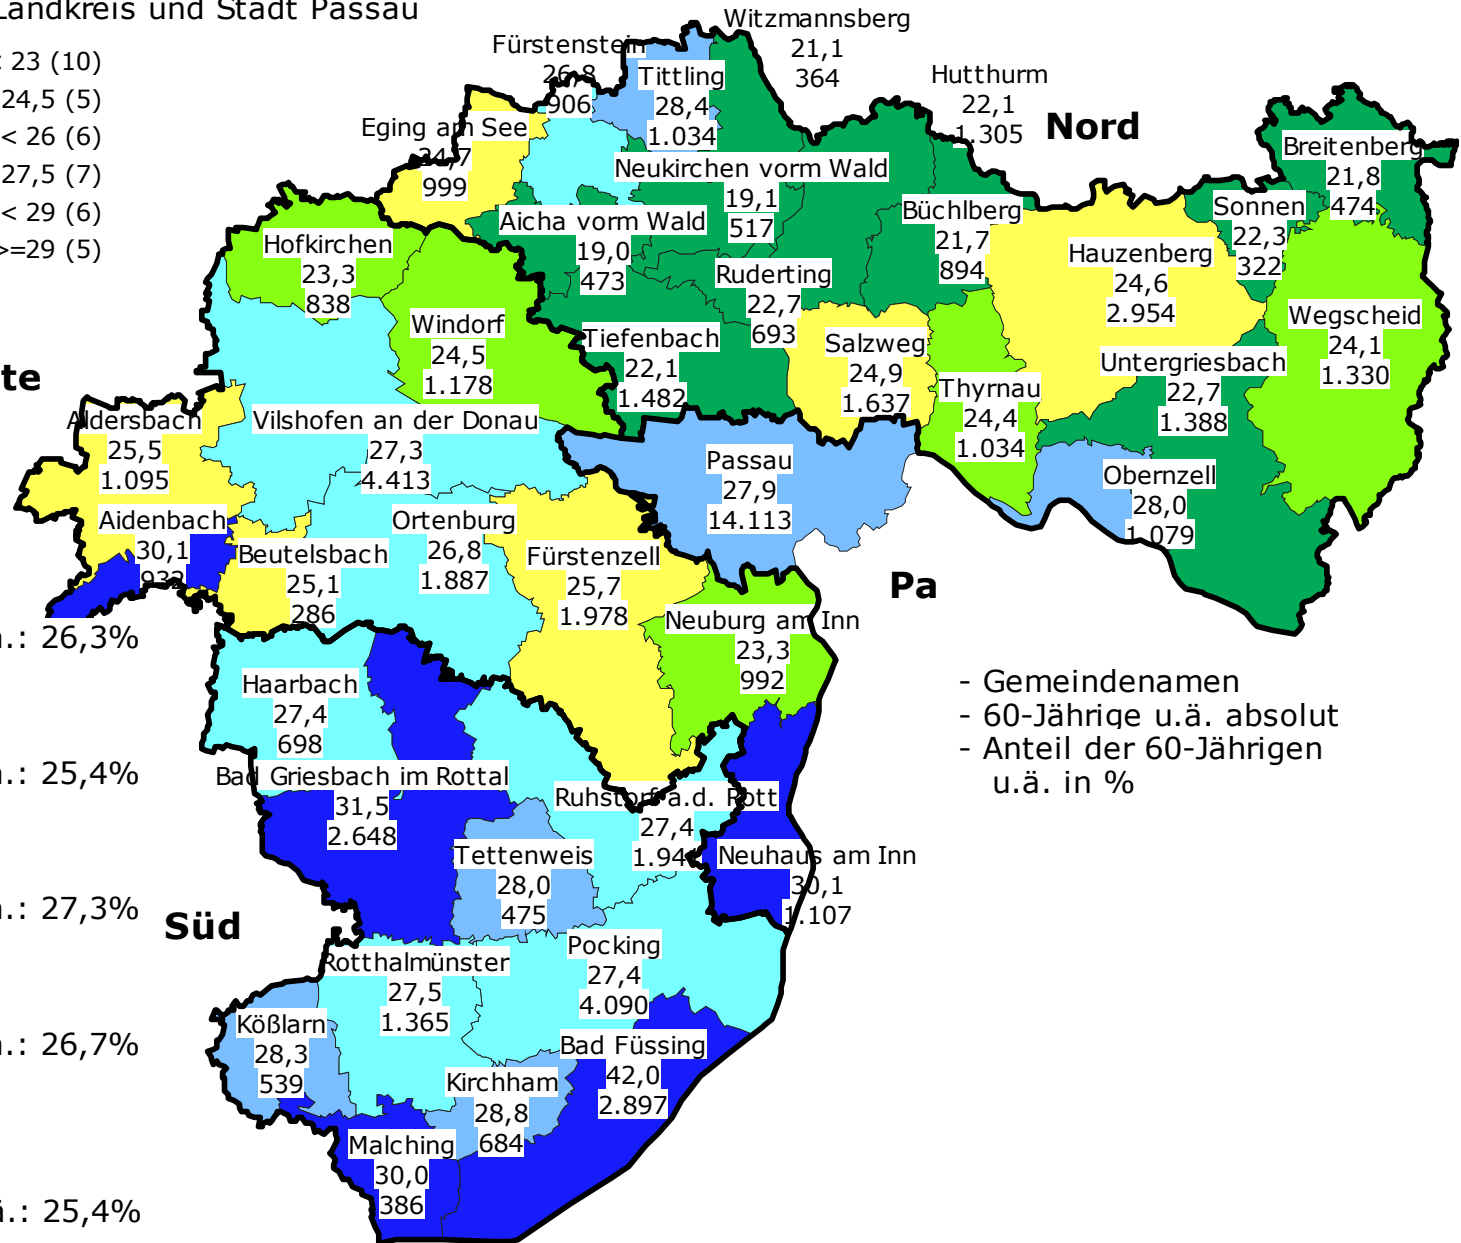 Landkreis und Stadt Passau
< 23 (10)
24,5 (5)
< 26 (6)
27,5 (7)
< 29 (6)
>=29 (5)
Witzmannsberg
21,1
364
Fürstenstein
26,8
906
Tittling
28,4
1.034
Hutthurm
22,1
1.305
Nord
Eging am See
24,7
999
Breitenberg
21,8
474
Neukirchen vorm Wald
19,1
517
Aicha vorm Wald
19,0
473
Büchlberg
21,7
894
Sonnen
22,3
322
Hofkirchen
23,3
838
Hauzenberg
24,6
2.954
Ruderting
22,7
693
Windorf
24,5
1.178
Tiefenbach
22,1
1.482
Salzweg
24,9
1.637
Wegscheid
24,1
1.330
Untergriesbach
22,7
1.388
te
Thyrnau
24,4
1.034
Aldersbach
25,5
1.095
Vilshofen an der Donau
27,3
4.413
Passau
27,9
14.113
Obernzell
28,0
1.079
Aidenbach
30,1
932
Ortenburg
26,8
1.887
Beutelsbach
25,1
286
Fürstenzell
25,7
1.978
Pa
Neuburg am Inn
23,3
992
.: 26,3%
Haarbach
27,4
698
- Gemeindenamen
- 60-Jährige u.ä. absolut
- Anteil der 60-Jährigen
u.ä. in %
.: 25,4%
Bad Griesbach im Rottal
31,5
2.648
Ruhstorf a.d. Rott
27,4
1.94
Tettenweis
28,0
475
Neuhaus am Inn
30,1
1.107
.: 27,3%
Süd
Pocking
27,4
4.090
Rotthalmünster
27,5
1.365
Kößlarn
28,3
539
.: 26,7%
Bad Füssing
42,0
2.897
Kirchham
28,8
684
Malching
30,0
386
.: 25,4%